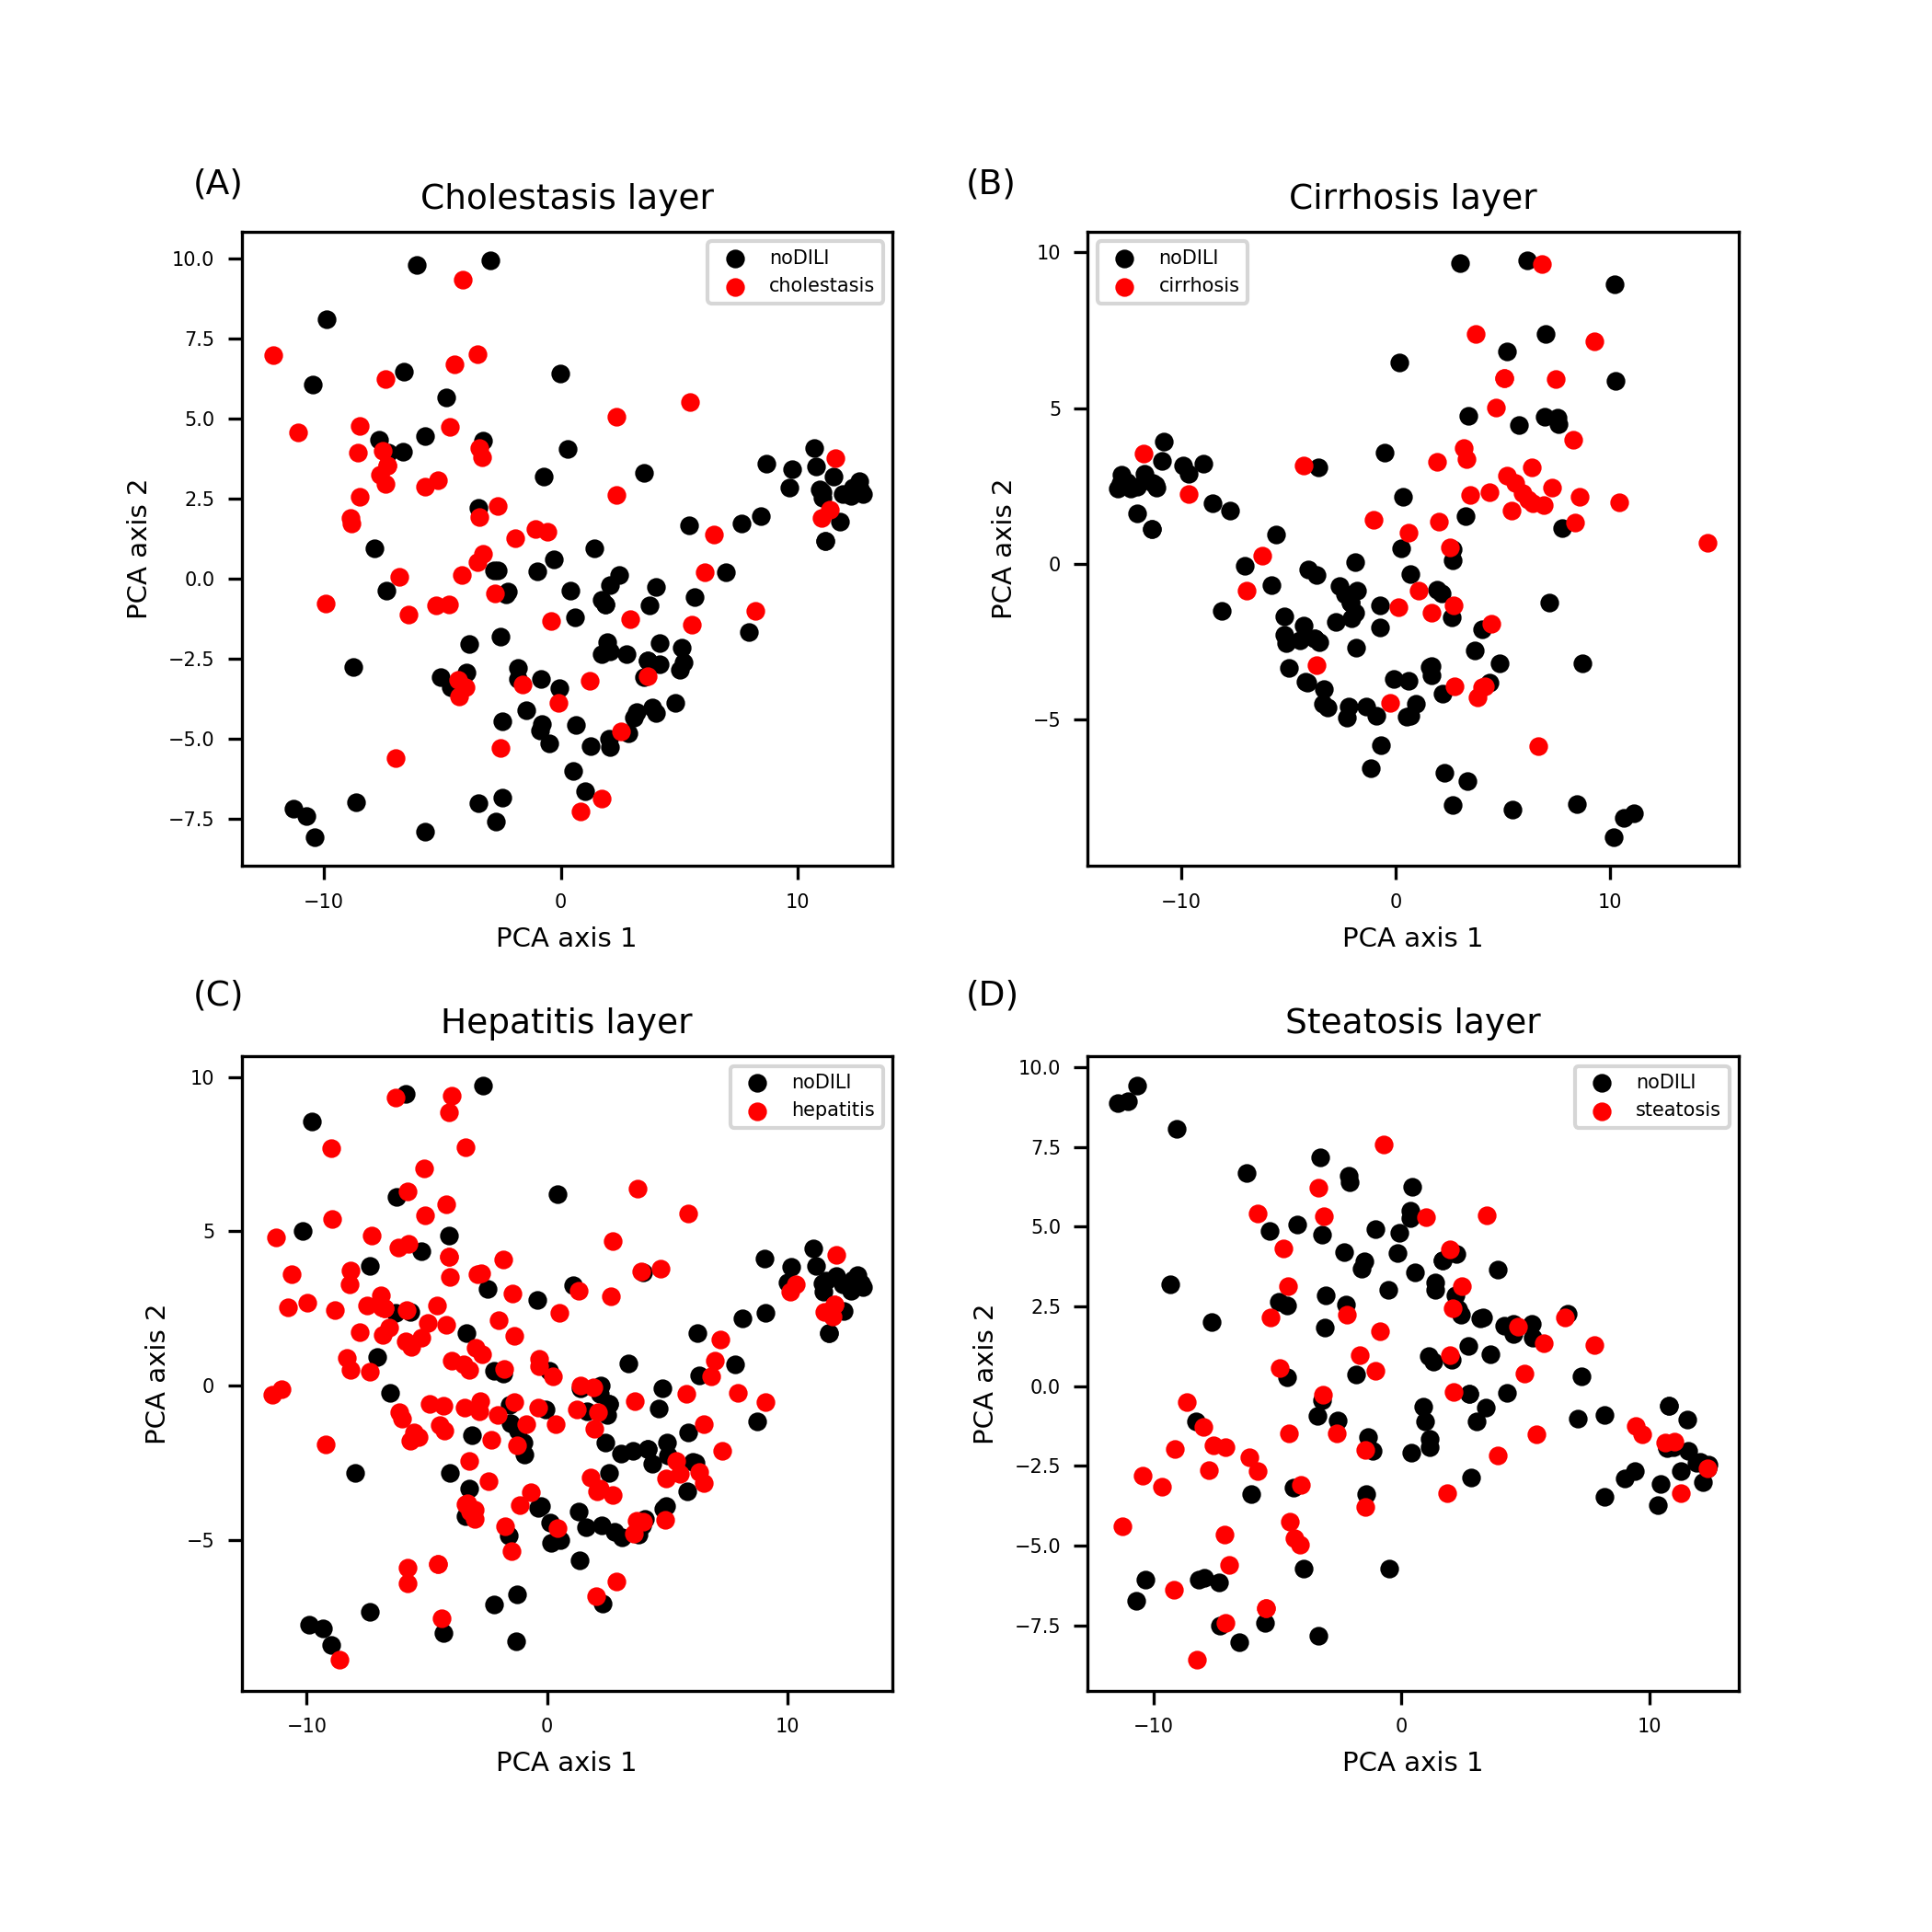 (A)
Cholestasis layer
noDILI
cholestasis
10.0
7.5
5.0
2.5
0.0
−2.5
−5.0
−7.5
PCA axis 2
−10
0
10
PCA axis 1
(B)
Cirrhosis layer
noDILI
cirrhosis
10
5
0
−5
PCA axis 2
−10
0
10
PCA axis 1
(C)
Hepatitis layer
noDILI
hepatitis
10
5
0
−5
PCA axis 2
−10
0
10
PCA axis 1
(D)
Steatosis layer
noDILI
steatosis
10.0
7.5
5.0
2.5
0.0
−2.5
−5.0
−7.5
PCA axis 2
−10
0
10
PCA axis 1